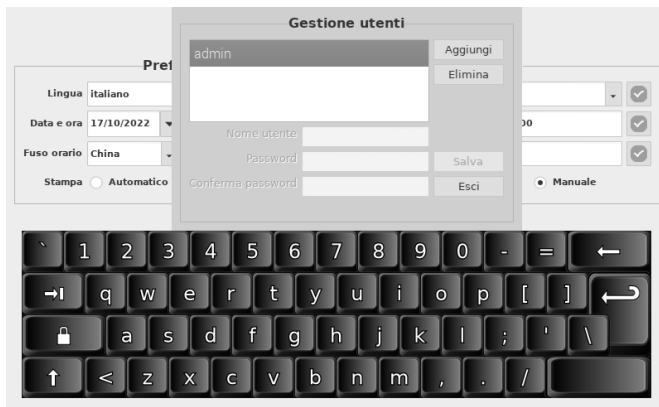 Gestione utenti
admin
Aggiungi
Elimina
Nome utente
Password
Salva
Conferma password
Esci
Pref
Lingua italiano
Data e ora 17/10/2022 00
Fuso orario China
Stampa Automatico Manuale
` 1 2 3 4 5 6 7 8 9 0 - = ←
q w e r t y u i o p [ ]
a s d f g h j k l ; ' \
< z x c v b n m , . /